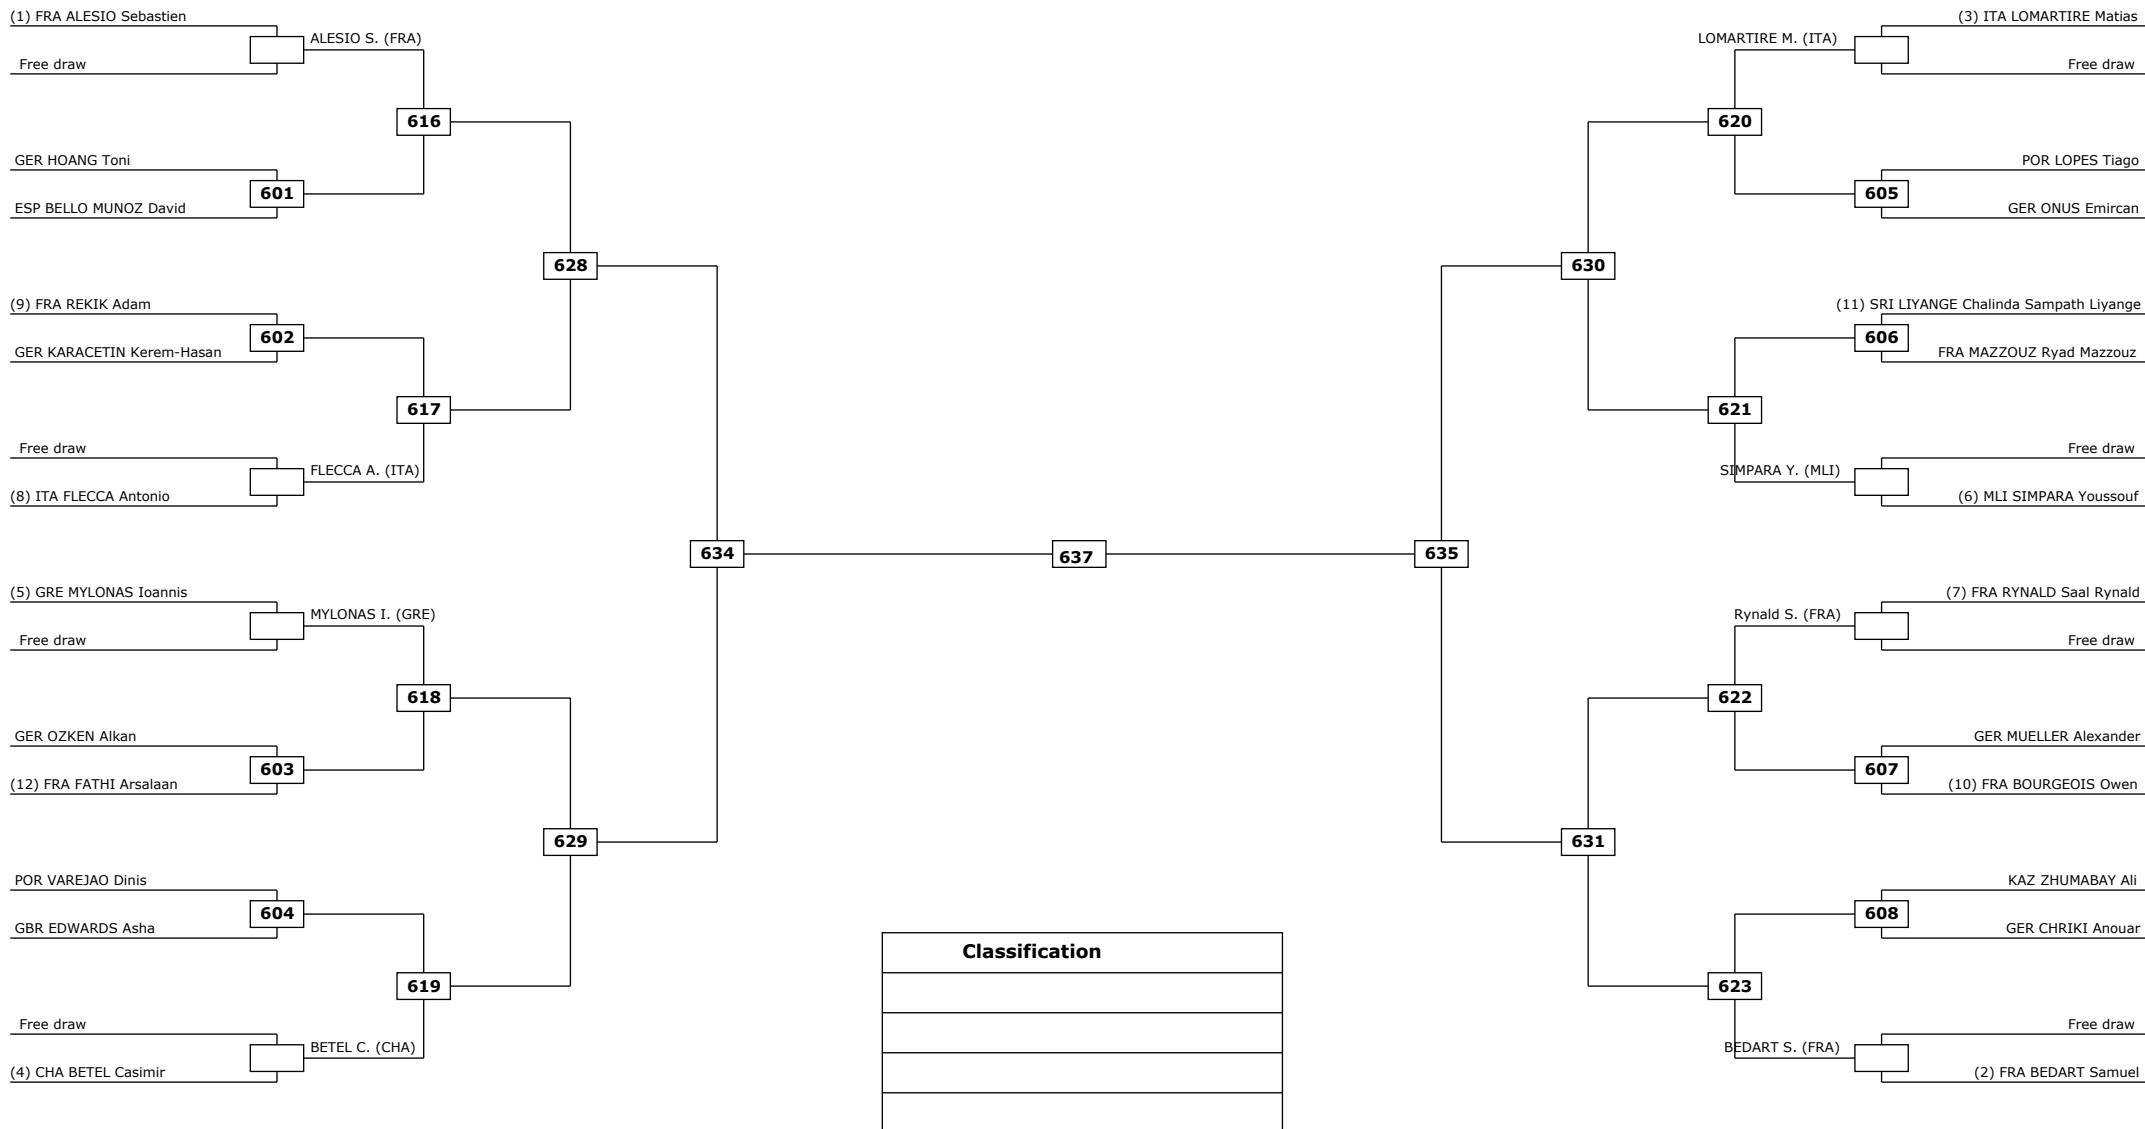 (1) FRA ALESIO Sebastien
ALESIO S. (FRA)
Free draw
616
GER HOANG Toni
601
ESP BELLO MUNOZ David
628
(9) FRA REKIK Adam
602
GER KARACETIN Kerem-Hasan
617
Free draw
FLECCA A. (ITA)
(8) ITA FLECCA Antonio
634
(5) GRE MYLONAS Ioannis
MYLONAS I. (GRE)
Free draw
618
GER OZKEN Alkan
603
(12) FRA FATHI Arsalaan
629
POR VAREJAO Dinis
604
GBR EDWARDS Asha
619
Free draw
BETEL C. (CHA)
(4) CHA BETEL Casimir
637
Classification
(3) ITA LOMARTIRE Matias
LOMARTIRE M. (ITA)
Free draw
620
POR LOPES Tiago
605
GER ONUS Emircan
630
(11) SRI LIYANGE Chalinda Sampath Liyange
606
FRA MAZZOUZ Ryad Mazzouz
621
Free draw
SIMPARA Y. (MLI)
(6) MLI SIMPARA Youssouf
635
(7) FRA RYNALD Saal Rynald
Rynald S. (FRA)
Free draw
622
GER MUELLER Alexander
607
(10) FRA BOURGEOIS Owen
631
KAZ ZHUMABAY Ali
608
GER CHRIKI Anouar
623
Free draw
BEDART S. (FRA)
(2) FRA BEDART Samuel